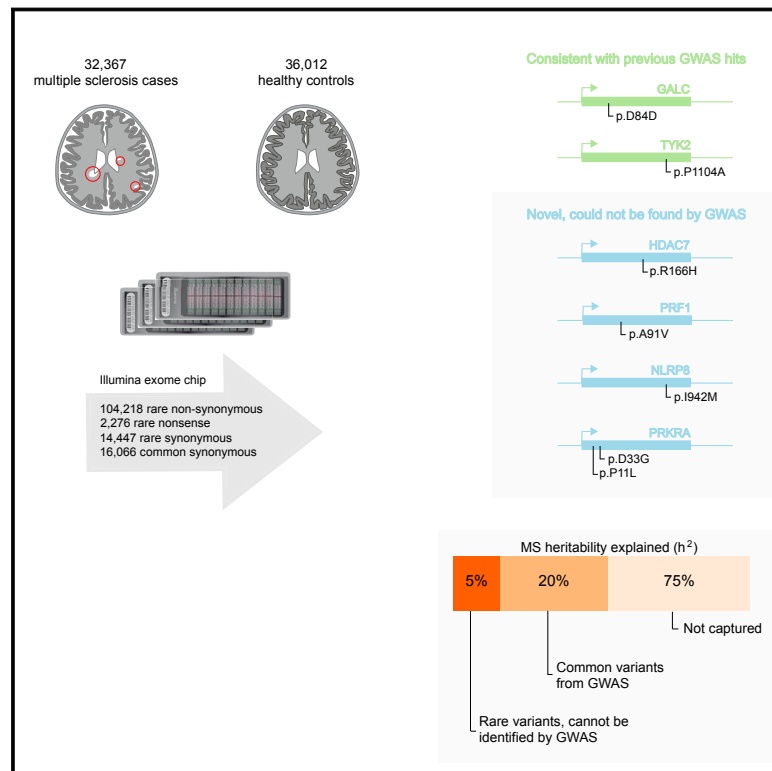 32,367
multiple sclerosis cases
36,012
healthy controls
Illumina exome chip
104,218 rare non-synonymous
2,276 rare nonsense
14,447 rare synonymous
16,066 common synonymous
Consistent with previous GWAS hits
GALC
p.D84D
TYK2
p.P1104A
Novel, could not be found by GWAS
HDAC7
p.R166H
PRF1
p.A91V
NLRP8
p.I942M
PRKRA
p.D33G
p.P11L
MS heritability explained (h²)
5%
20%
75%
Not captured
Common variants
from GWAS
Rare variants, cannot be
identified by GWAS